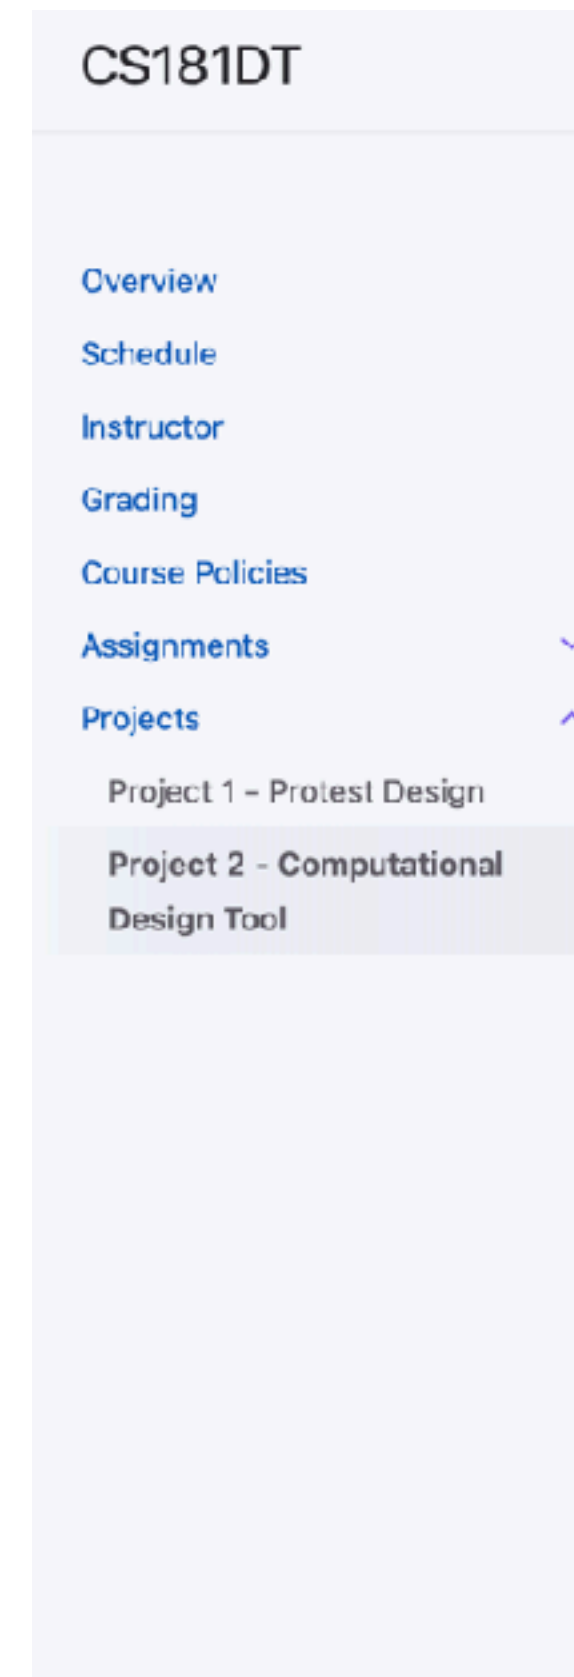 CS181DT
Overview
Schedule
Instructor
Grading
Course Policies
Assignments
Projects
Project 1 – Protest Design
Project 2 - Computational
Design Tool